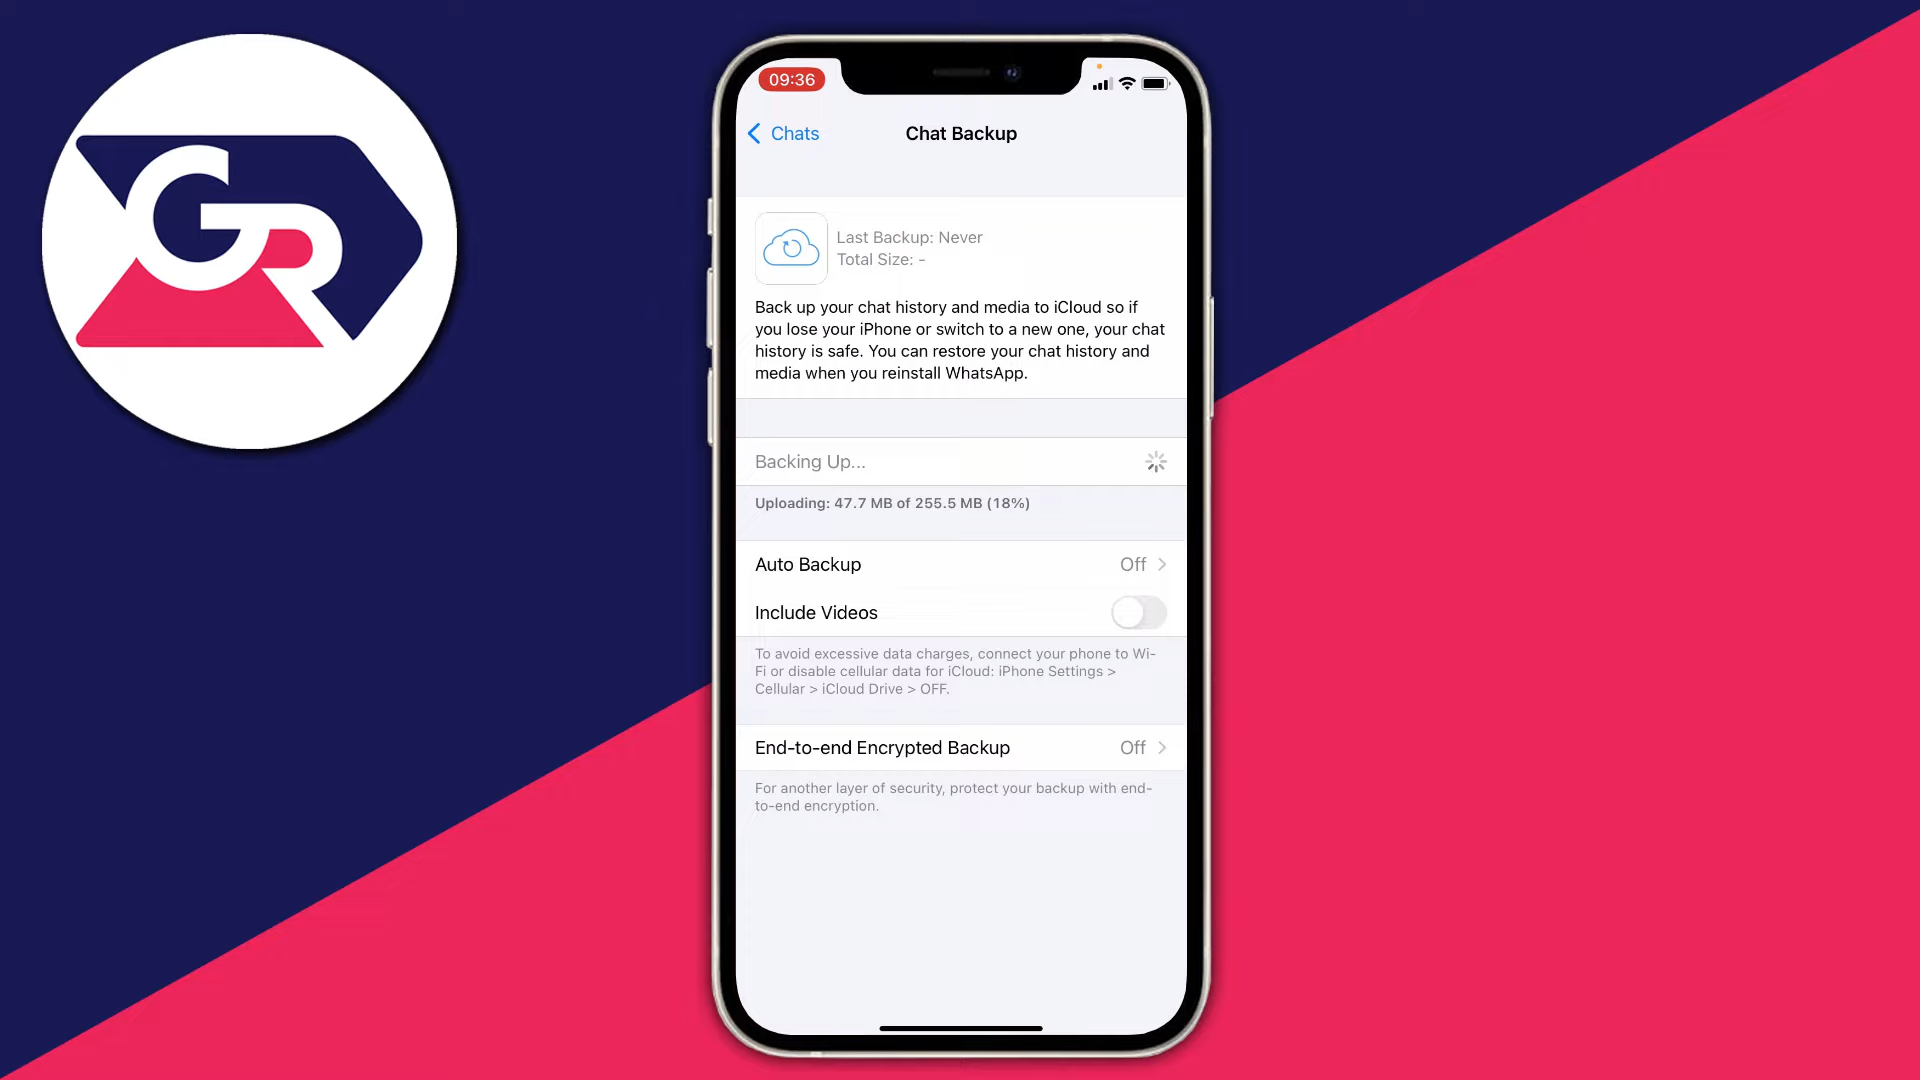 GR
09:36
Chats
Chat Backup
Last Backup: Never
Total Size: -
Back up your chat history and media to iCloud so if
you lose your iPhone or switch to a new one, your chat
history is safe. You can restore your chat history and
media when you reinstall WhatsApp.
Backing Up...
Uploading: 47.7 MB of 255.5 MB (18%)
Auto Backup Off
Include Videos
To avoid excessive data charges, connect your phone to Wi-
Fi or disable cellular data for iCloud: iPhone Settings >
Cellular > iCloud Drive > OFF.
End-to-end Encrypted Backup Off
For another layer of security, protect your backup with end-
to-end encryption.